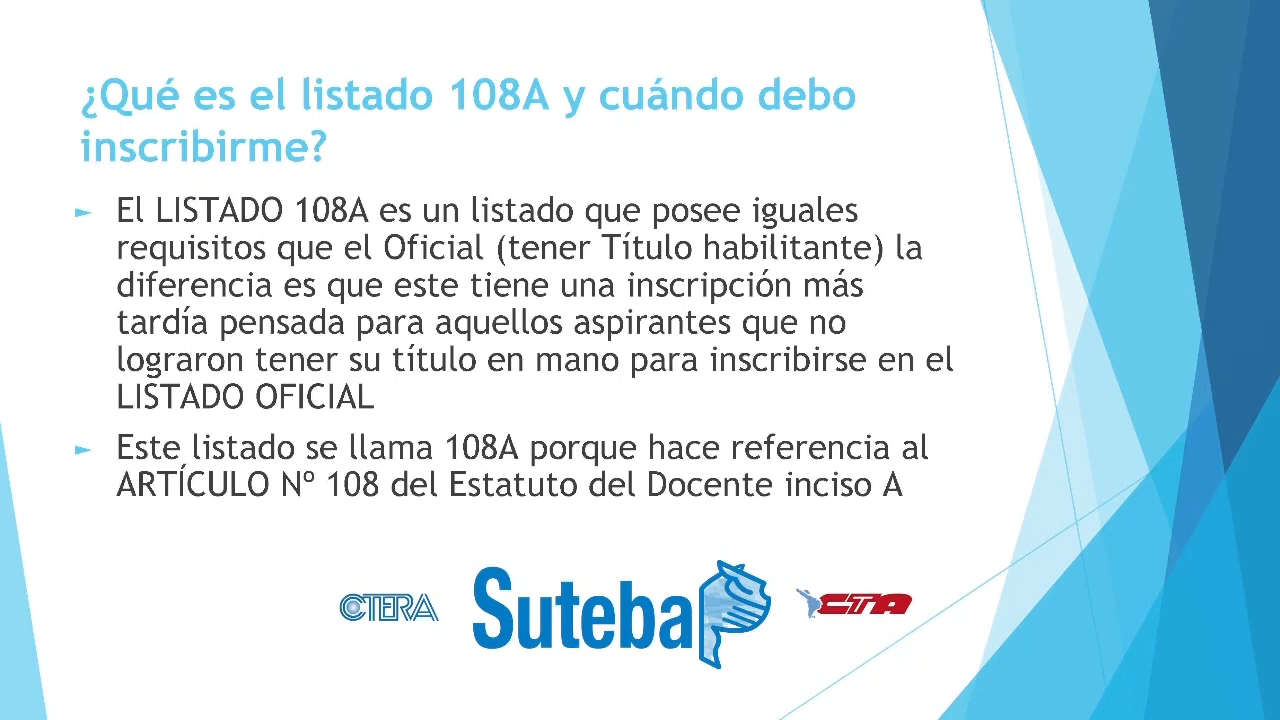 ¿Qué es el listado 108A y cuándo debo
inscribirme?
► El LISTADO 108A es un listado que posee iguales
requisitos que el Oficial (tener Título habilitante) la
diferencia es que este tiene una inscripción más
tardía pensada para aquellos aspirantes que no
lograron tener su título en mano para inscribirse en el
LISTADO OFICIAL
► Este listado se llama 108A porque hace referencia al
ARTÍCULO Nº 108 del Estatuto del Docente inciso A
CTERA
Suteba
CTA